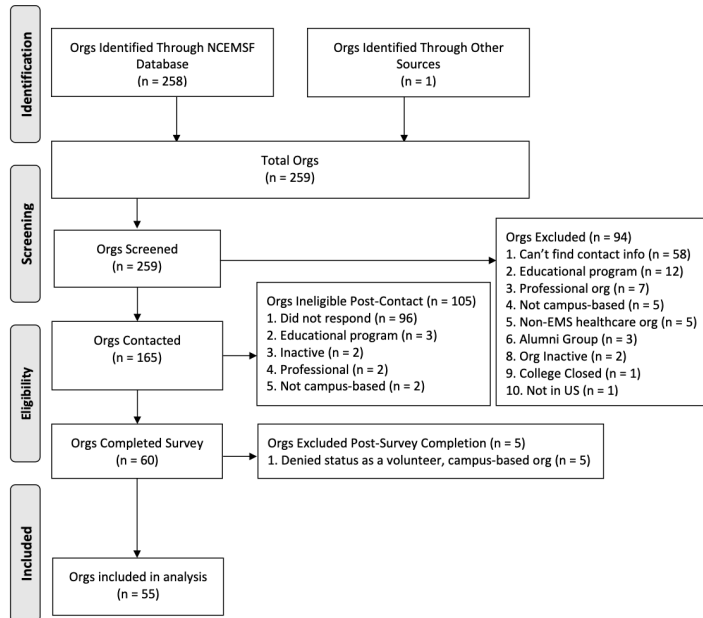 Identification
Orgs Identified Through NCEMSF
Database
(n = 258)
Orgs Identified Through Other
Sources
(n = 1)
Total Orgs
(n = 259)
Screening
Orgs Screened
(n = 259)
Orgs Excluded (n = 94)
1. Can't find contact info (n = 58)
2. Educational program (n = 12)
3. Professional org (n = 7)
4. Not campus-based (n = 5)
5. Non-EMS healthcare org (n = 5)
6. Alumni Group (n = 3)
8. Org Inactive (n = 2)
9. College Closed (n = 1)
10. Not in US (n = 1)
Eligibility
Orgs Contacted
(n = 165)
Orgs Ineligible Post-Contact (n = 105)
1. Did not respond (n = 96)
2. Educational program (n = 3)
3. Inactive (n = 2)
4. Professional (n = 2)
5. Not campus-based (n = 2)
Orgs Completed Survey
(n = 60)
Orgs Excluded Post-Survey Completion (n = 5)
1. Denied status as a volunteer, campus-based org (n = 5)
Included
Orgs included in analysis
(n = 55)